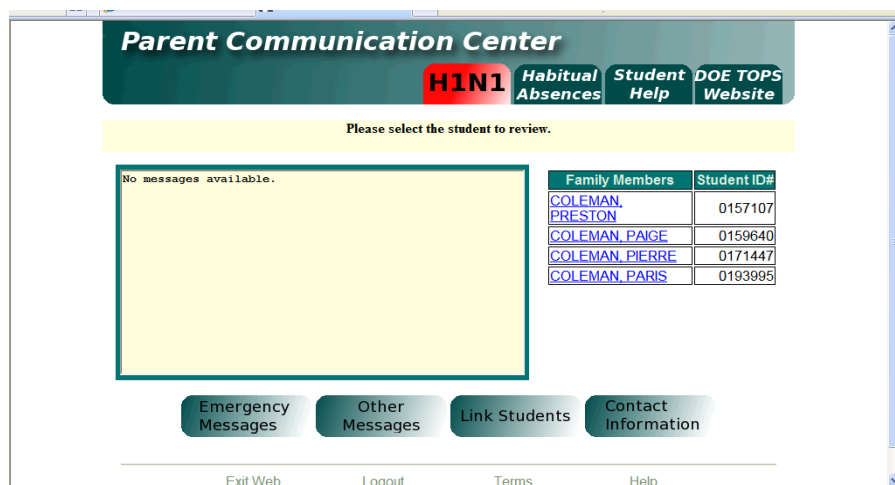 Parent Communication Center
H1N1
Habitual Absences
Student Help
DOE TOPS Website
Please select the student to review.
No messages available.
Family Members Student ID#
COLEMAN, PRESTON 0157107
COLEMAN, PAIGE 0159640
COLEMAN, PIERRE 0171447
COLEMAN, PARIS 0193995
Emergency Messages
Other Messages
Link Students
Contact Information
Exit Web Logout Terms Help